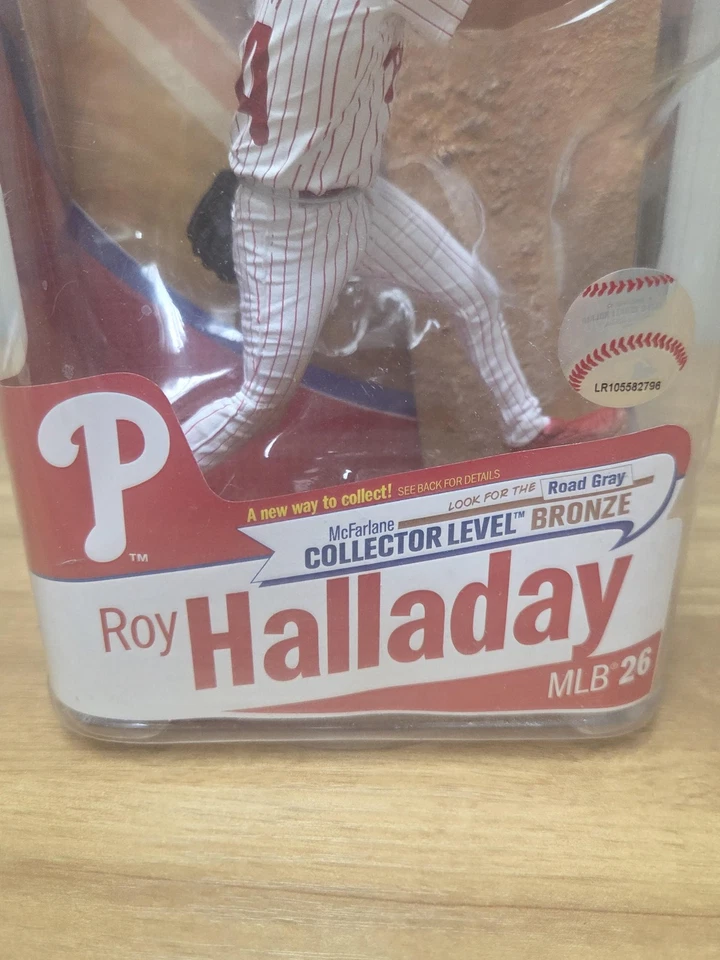 4
P
LR105582796
P
TM
A new way to collect! SEE BACK FOR DETAILS
LOOK FOR THE Road Gray
McFarlane
COLLECTOR LEVEL™ BRONZE
Roy Halladay
MLB® 26